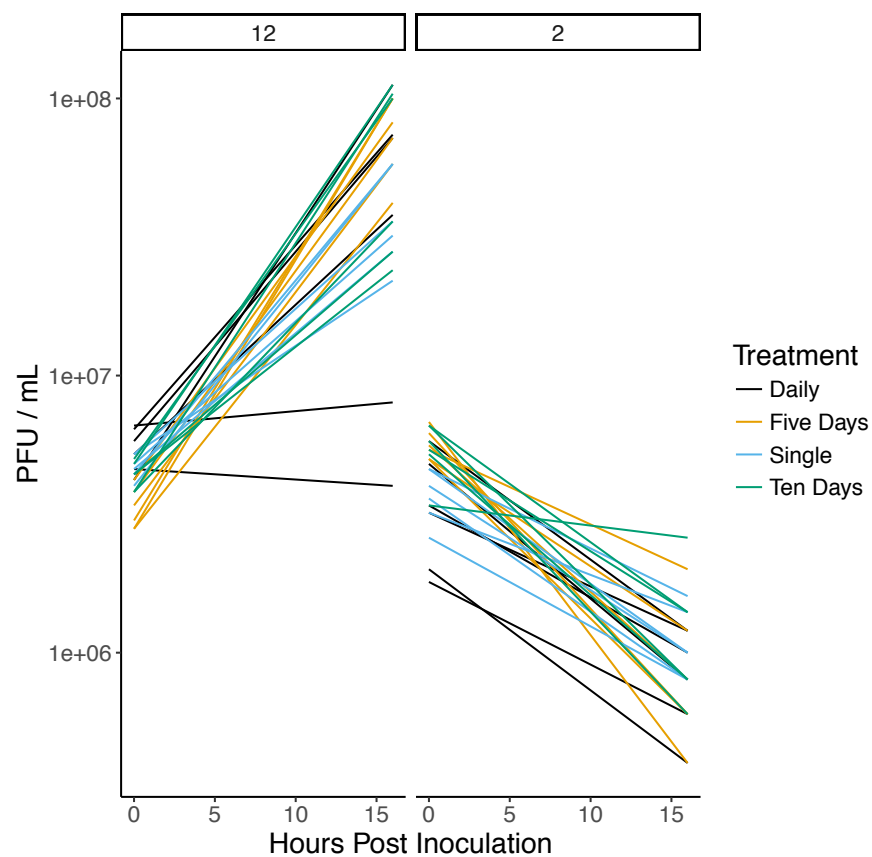 12
2
1e+08
1e+07
1e+06
PFU / mL
0
5
10
15
0
5
10
15
Hours Post Inoculation
Treatment
Daily
Five Days
Single
Ten Days